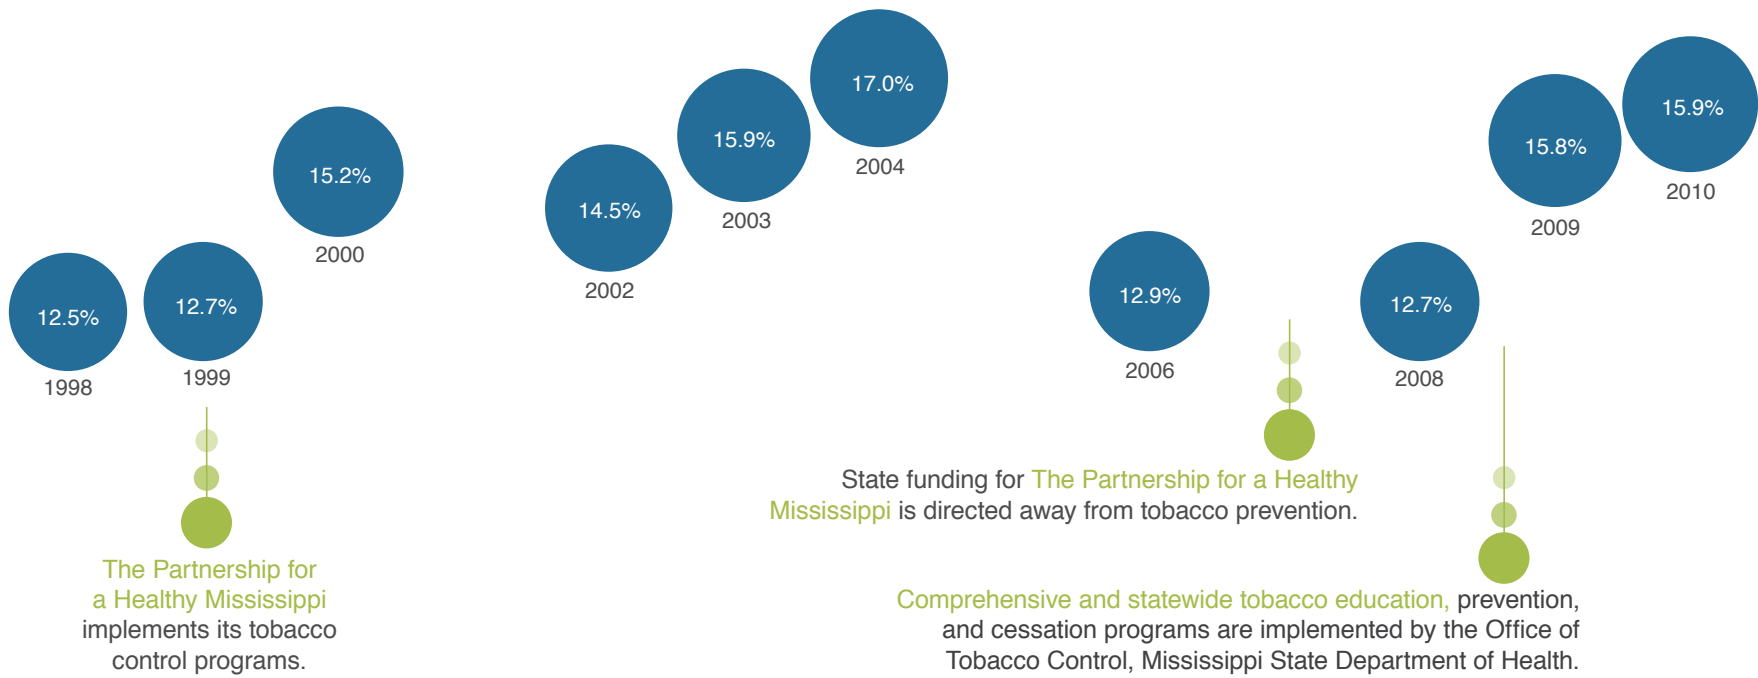 12.5%
1998
12.7%
1999
15.2%
2000
14.5%
2002
15.9%
2003
17.0%
2004
12.9%
2006
12.7%
2008
15.8%
2009
15.9%
2010
The Partnership for
a Healthy Mississippi
implements its tobacco
control programs.
State funding for The Partnership for a Healthy
Mississippi is directed away from tobacco prevention.
Comprehensive and statewide tobacco education, prevention,
and cessation programs are implemented by the Office of
Tobacco Control, Mississippi State Department of Health.